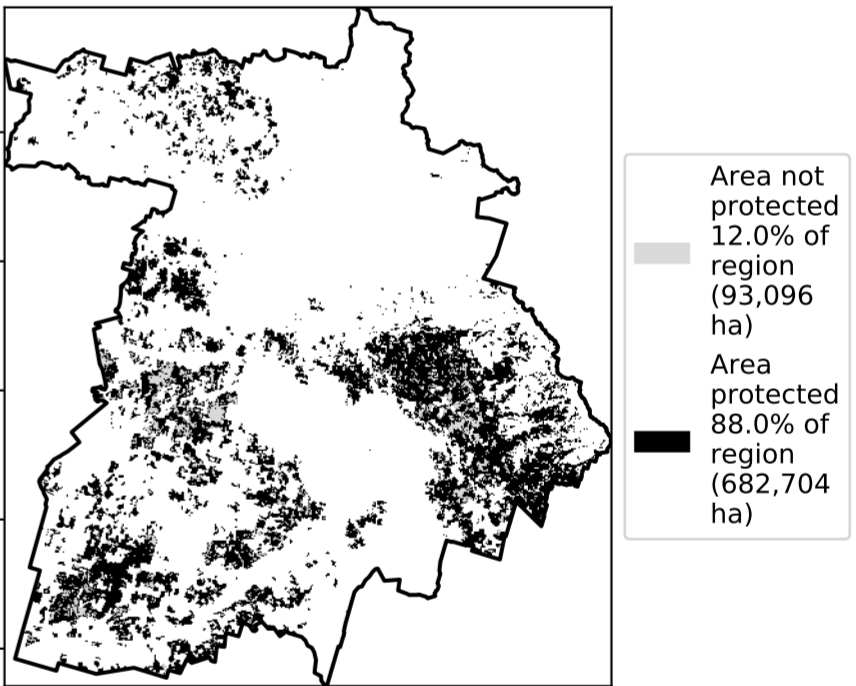 Area not
protected
12.0% of
region
(93,096
ha)
Area
protected
88.0% of
region
(682,704
ha)